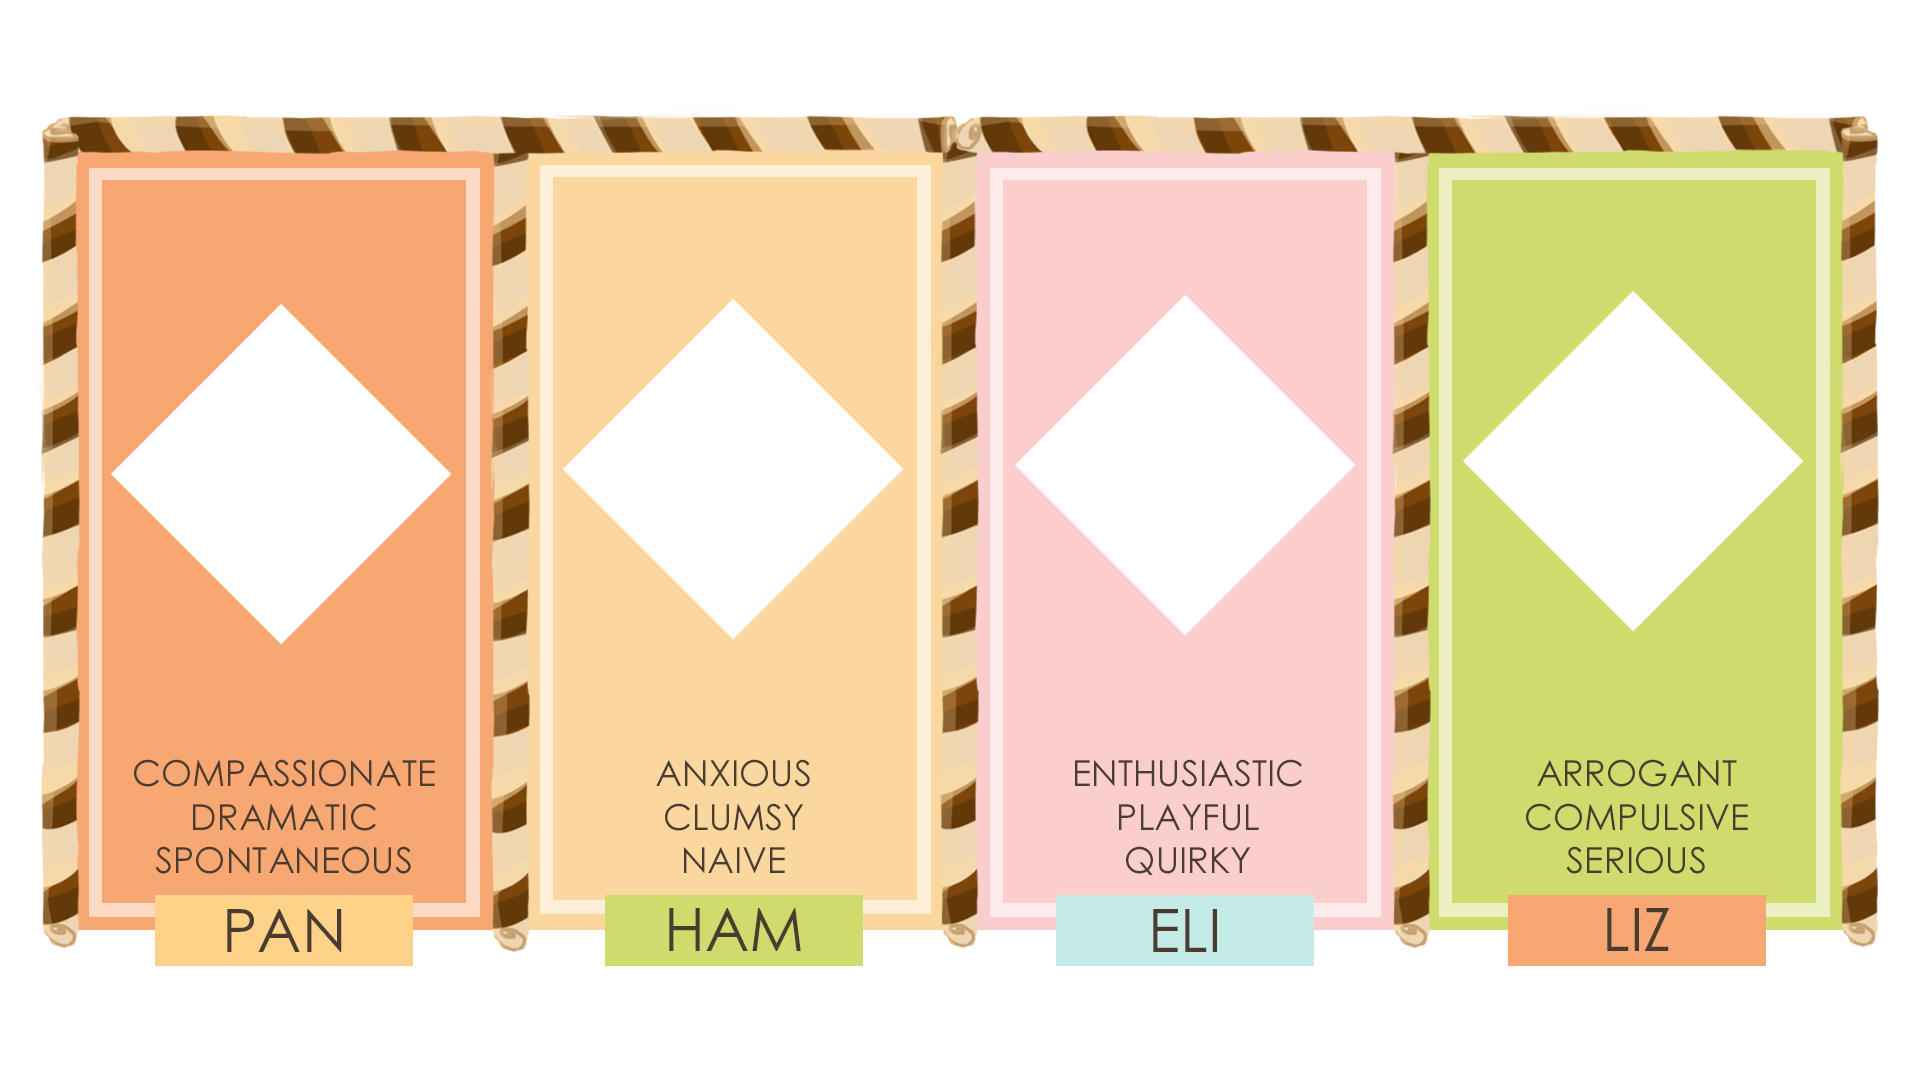 COMPASSIONATE
DRAMATIC
SPONTANEOUS
PAN
ANXIOUS
CLUMSY
NAIVE
HAM
ENTHUSIASTIC
PLAYFUL
QUIRKY
ELI
ARROGANT
COMPULSIVE
SERIOUS
LIZ